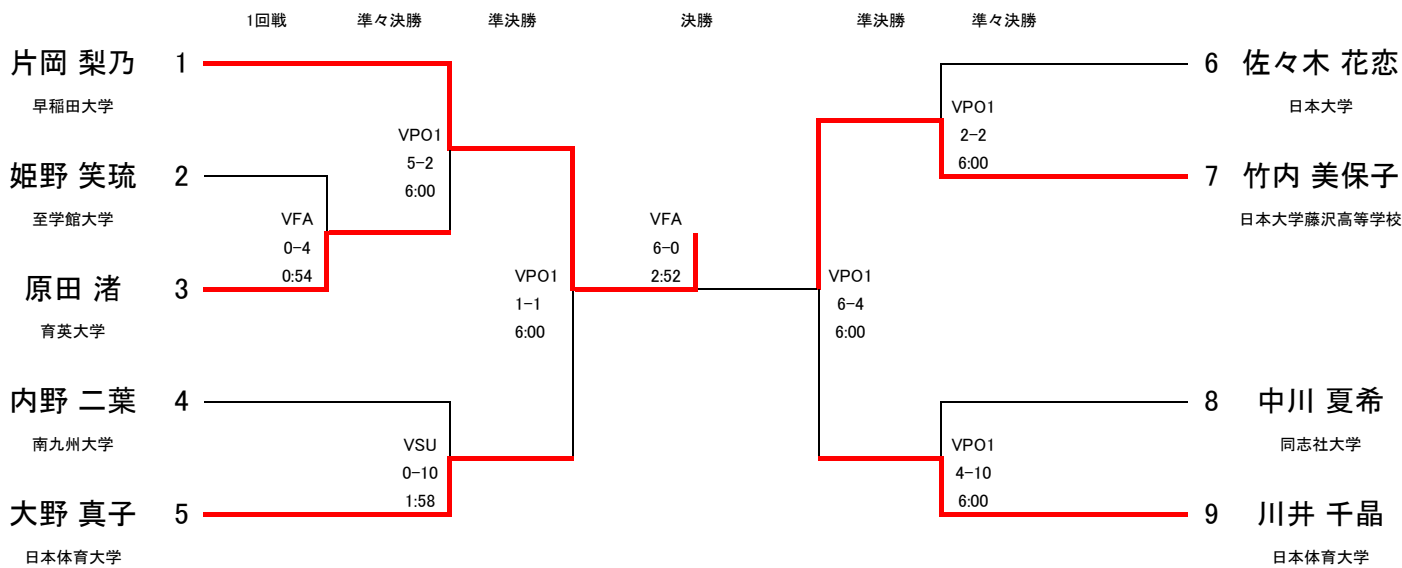 1回戦 準々決勝 準決勝 決勝 準決勝 準々決勝
片岡 梨乃 1
早稲田大学
姫野 笑琉 2
至学館大学
原田 渚 3
育英大学
内野 二葉 4
南九州大学
大野 真子 5
日本体育大学
VFA
0-4
0:54
VPO1
5-2
6:00
VSU
0-10
1:58
VPO1
1-1
6:00
VFA
6-0
2:52
VPO1
6-4
6:00
VPO1
2-2
6:00
VPO1
4-10
6:00
6 佐々木 花恋
日本大学
7 竹内 美保子
日本大学藤沢高等学校
8 中川 夏希
同志社大学
9 川井 千晶
日本体育大学